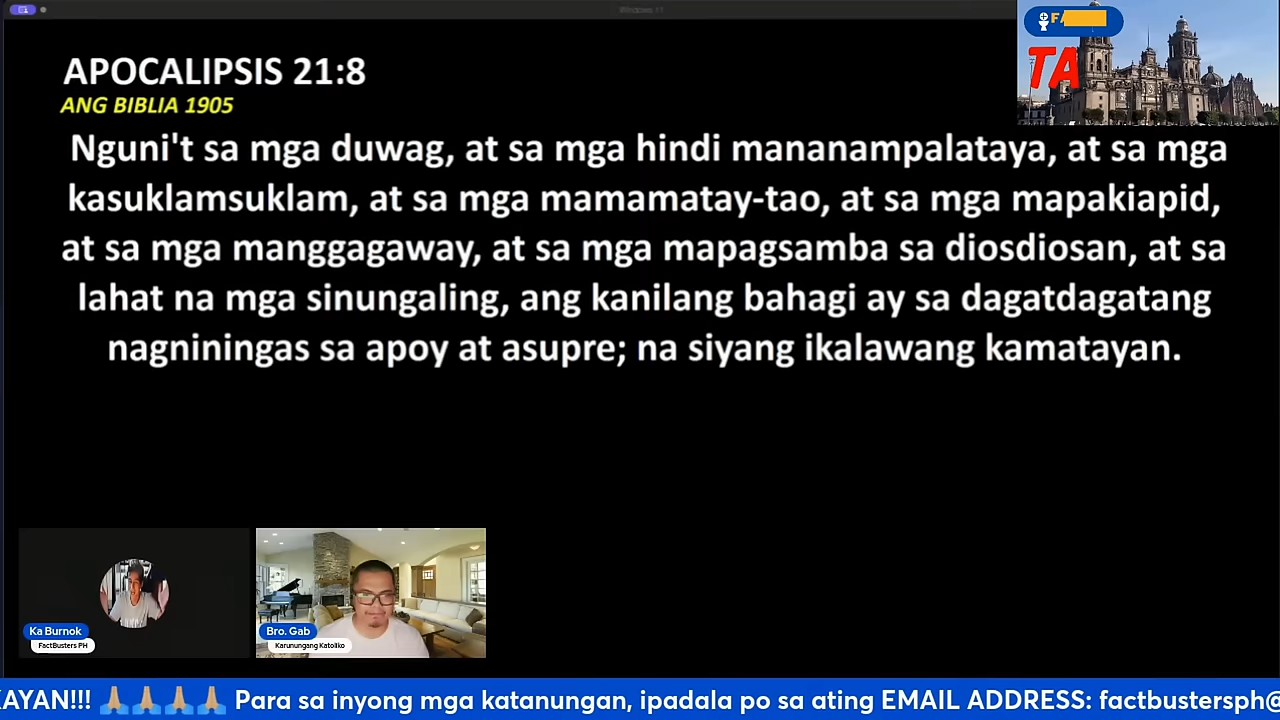 Windows 11
APOCALIPSIS 21:8
ANG BIBLIA 1905
Nguni't sa mga duwag, at sa mga hindi mananampalataya, at sa mga
kasuklamsuklam, at sa mga mamamatay-tao, at sa mga mapakiapid,
at sa mga manggagaway, at sa mga mapagsamba sa diosdiosan, at sa
lahat na mga sinungaling, ang kanilang bahagi ay sa dagatdagatang
nagniningas sa apoy at asupre; na siyang ikalawang kamatayan.
TA
Ka Burnok
FactBusters PH
Bro. Gab
Karunungang Katoliko
KAYAN!!! 🙏🏽🙏🏽🙏🏽🙏🏽 Para sa inyong mga katanungan, ipadala po sa ating EMAIL ADDRESS: factbustersph@